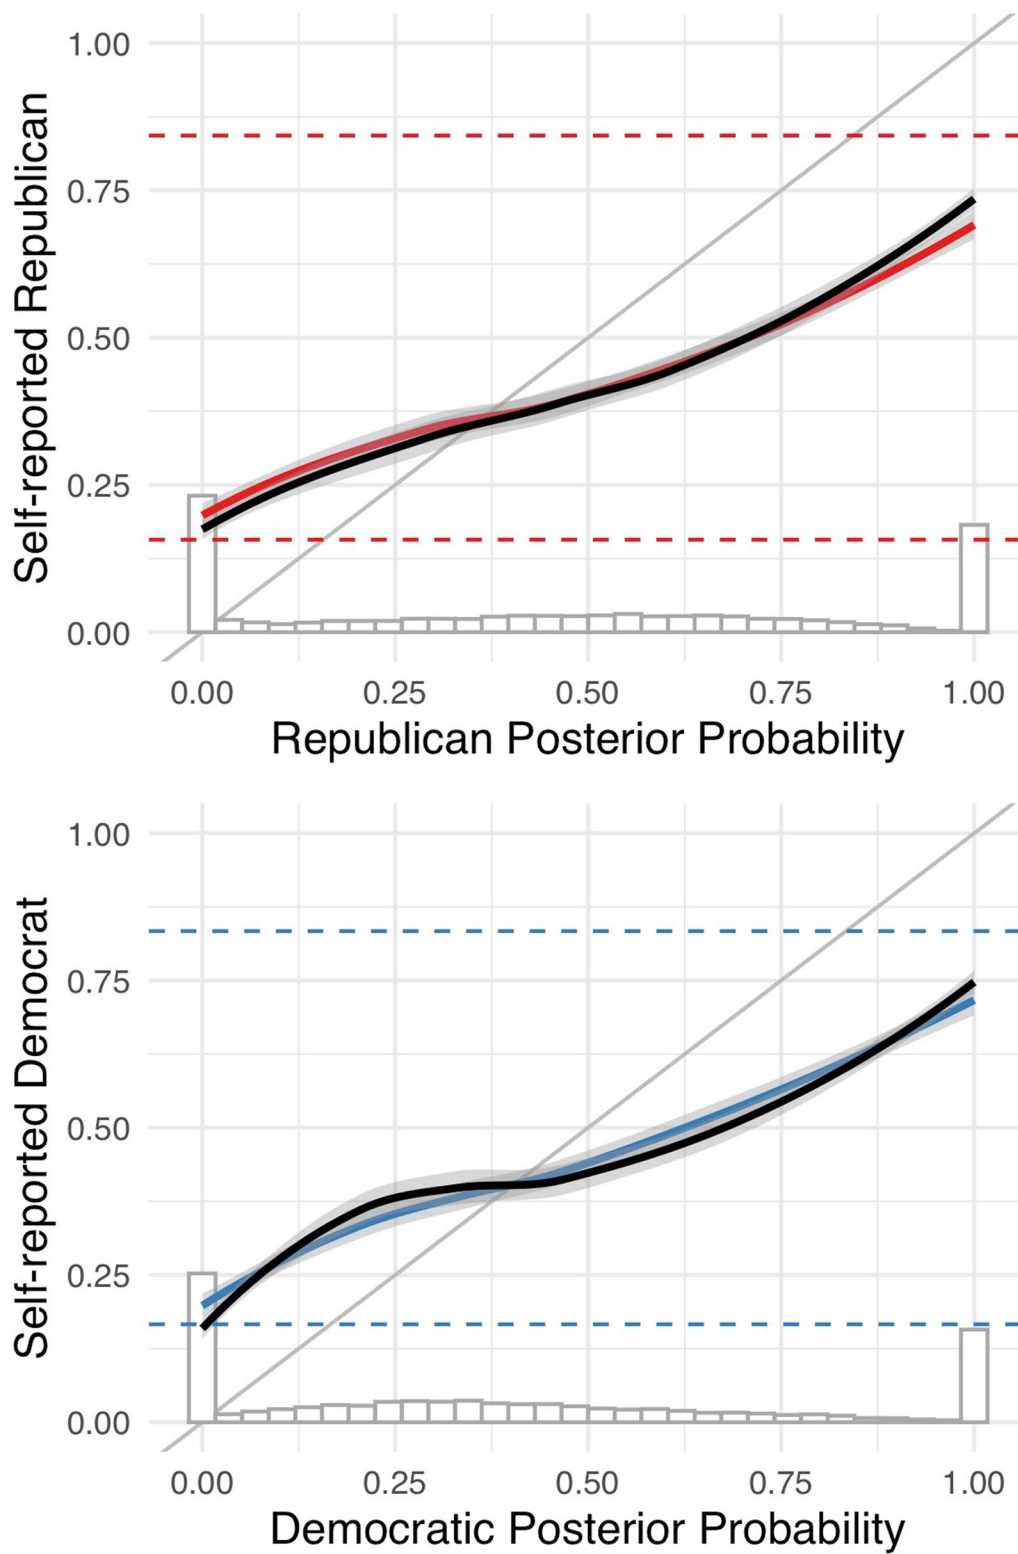 Self-reported Republican
1.00
0.75
0.50
0.25
0.00
0.00 0.25 0.50 0.75 1.00
Republican Posterior Probability
Self-reported Democrat
1.00
0.75
0.50
0.25
0.00
0.00 0.25 0.50 0.75 1.00
Democratic Posterior Probability